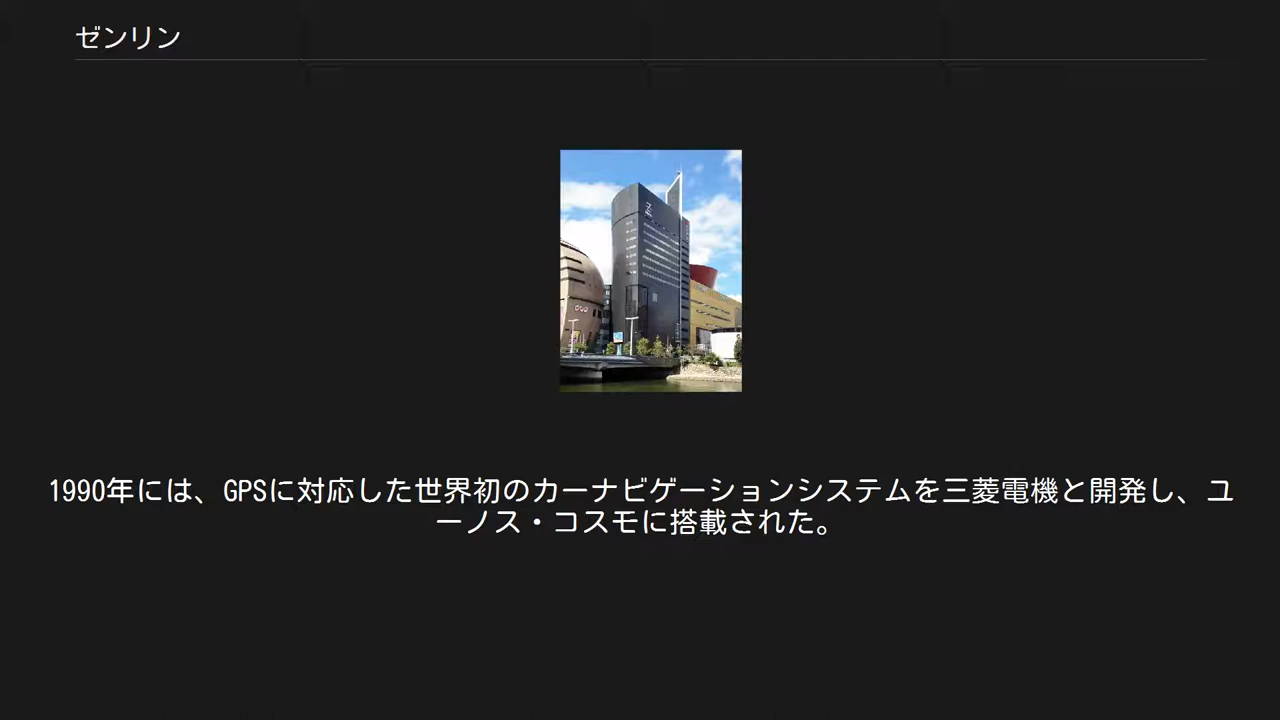 ゼンリン
1990年には、GPSに対応した世界初のカーナビゲーションシステムを三菱電機と開発し、ユ
ーノス・コスモに搭載された。